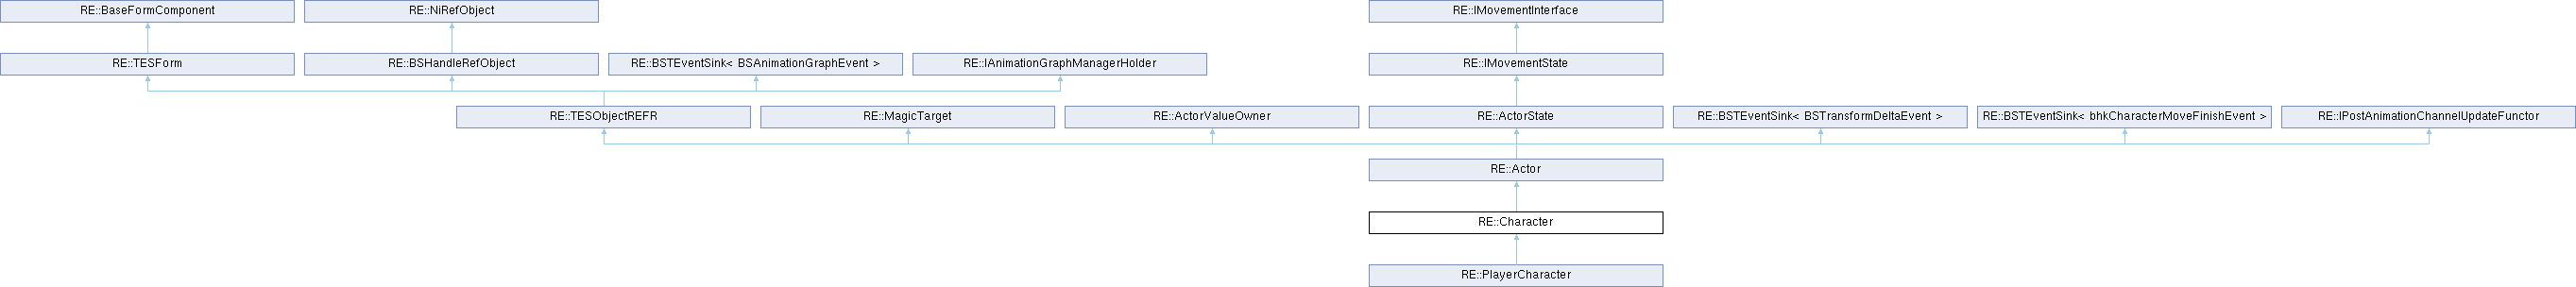 RE::BaseFormComponent
RE::NiRefObject
RE::IMovementInterface
RE::TESForm
RE::BSHandleRefObject
RE::BSTEventSink< BSAnimationGraphEvent >
RE::IAnimationGraphManagerHolder
RE::IMovementState
RE::TESObjectREFR
RE::MagicTarget
RE::ActorValueOwner
RE::ActorState
RE::BSTEventSink< BSTransformDeltaEvent >
RE::BSTEventSink< bhkCharacterMoveFinishEvent >
RE::IPostAnimationChannelUpdateFunctor
RE::Actor
RE::Character
RE::PlayerCharacter